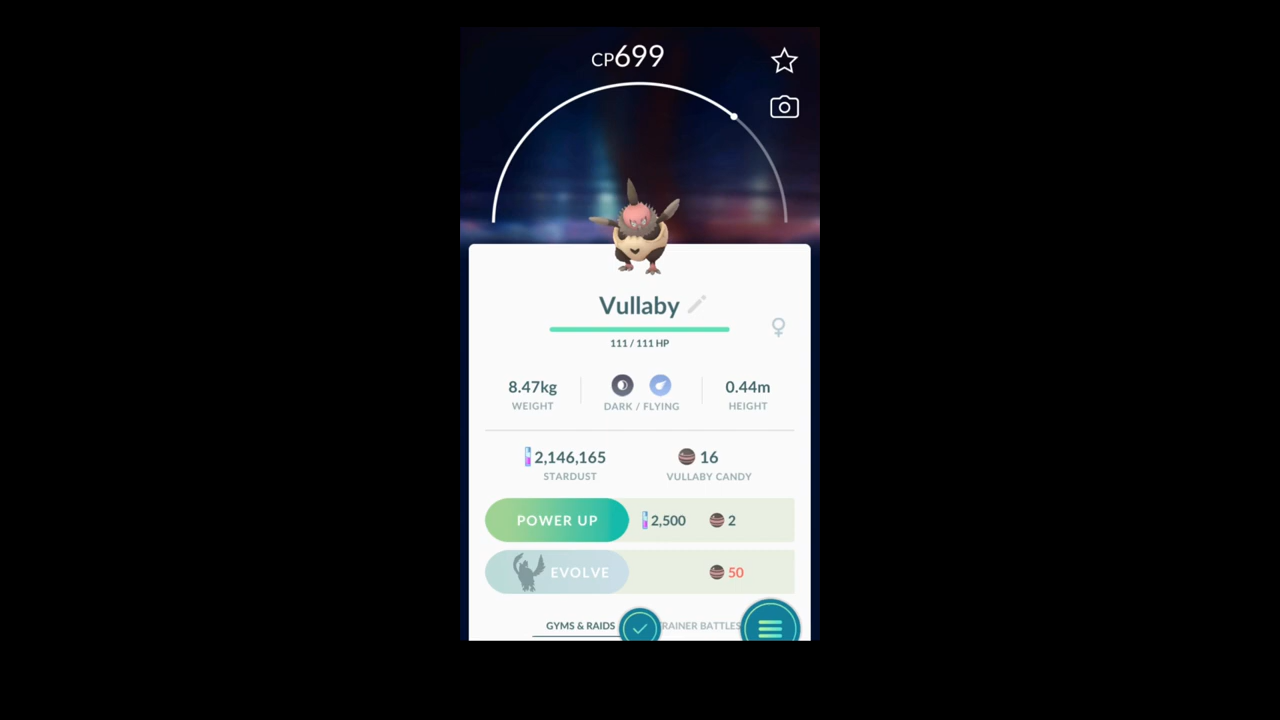 CP699
Vullaby
111 / 111 HP
8.47kg
WEIGHT
DARK / FLYING
0.44m
HEIGHT
2,146,165
STARDUST
16
VULLABY CANDY
POWER UP 2,500 2
EVOLVE 50
GYMS & RAIDS RAINER BATTLES